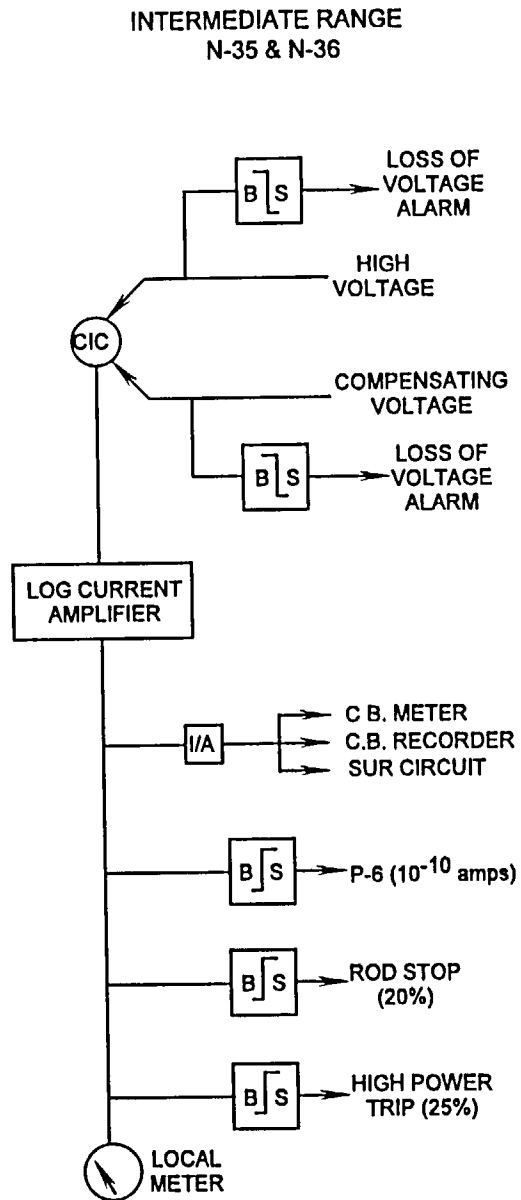 INTERMEDIATE RANGE
N-35 & N-36
B S
LOSS OF
VOLTAGE
ALARM
HIGH
VOLTAGE
CIC
COMPENSATING
VOLTAGE
B S
LOSS OF
VOLTAGE
ALARM
LOG CURRENT
AMPLIFIER
I/A
C B. METER
C.B. RECORDER
SUR CIRCUIT
B S
P-6 (10⁻¹⁰ amps)
B S
ROD STOP
(20%)
B S
HIGH POWER
TRIP (25%)
LOCAL
METER